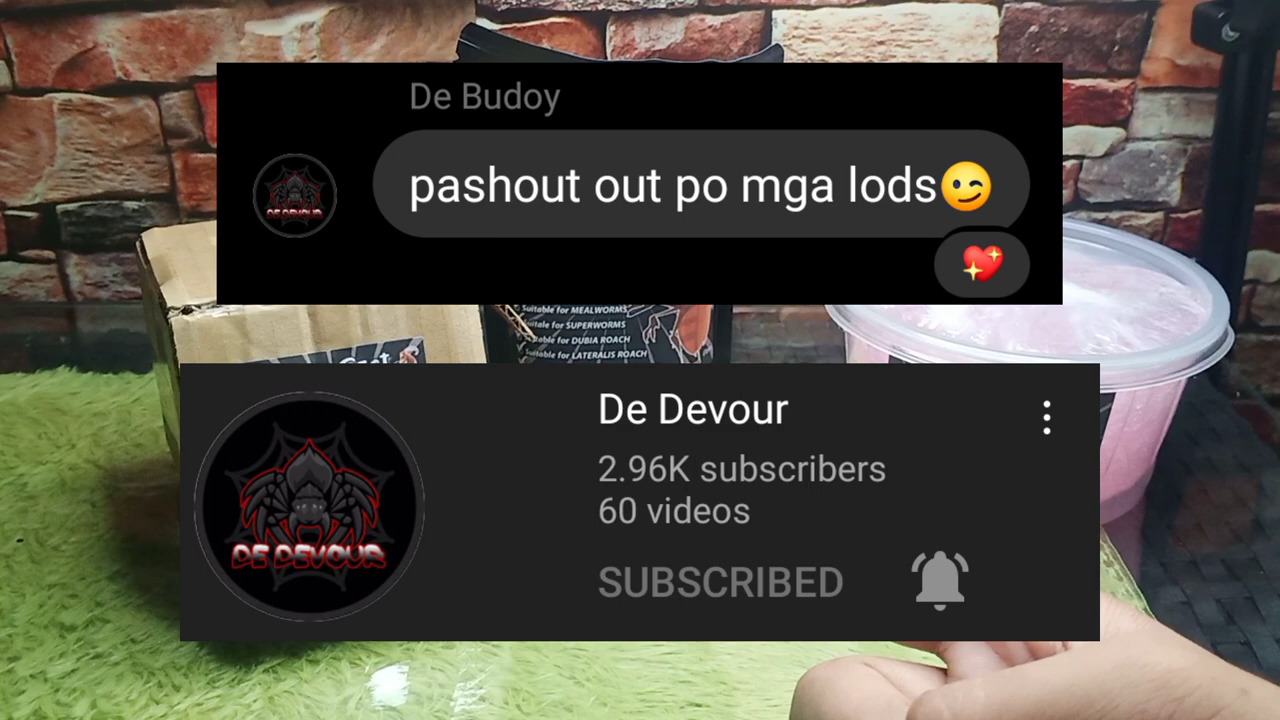 De Budoy
pashout out po mga lods😉
💖
DE DEVOUR
Suitable for MEALWORMS
Suitale for SUPERWORMS
Suitable for DUBIA ROACH
Suitable for LATERALIS ROACH
De Devour
2.96K subscribers
60 videos
SUBSCRIBED
DE DEVOUR